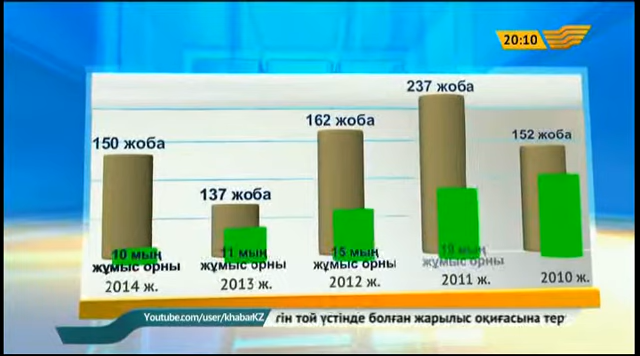 20:10
237 жоба
162 жоба
150 жоба
152 жоба
137 жоба
10 мың
жұмыс орны
11 мың
жұмыс орны
15 мың
жұмыс орны
мың
жұмыс орны
2014 ж.
2013 ж.
2012 ж.
2011 ж.
2010 ж.
Youtube.com/user/khabarKZ
гін той үстінде болған жарылыс оқиғасына тер